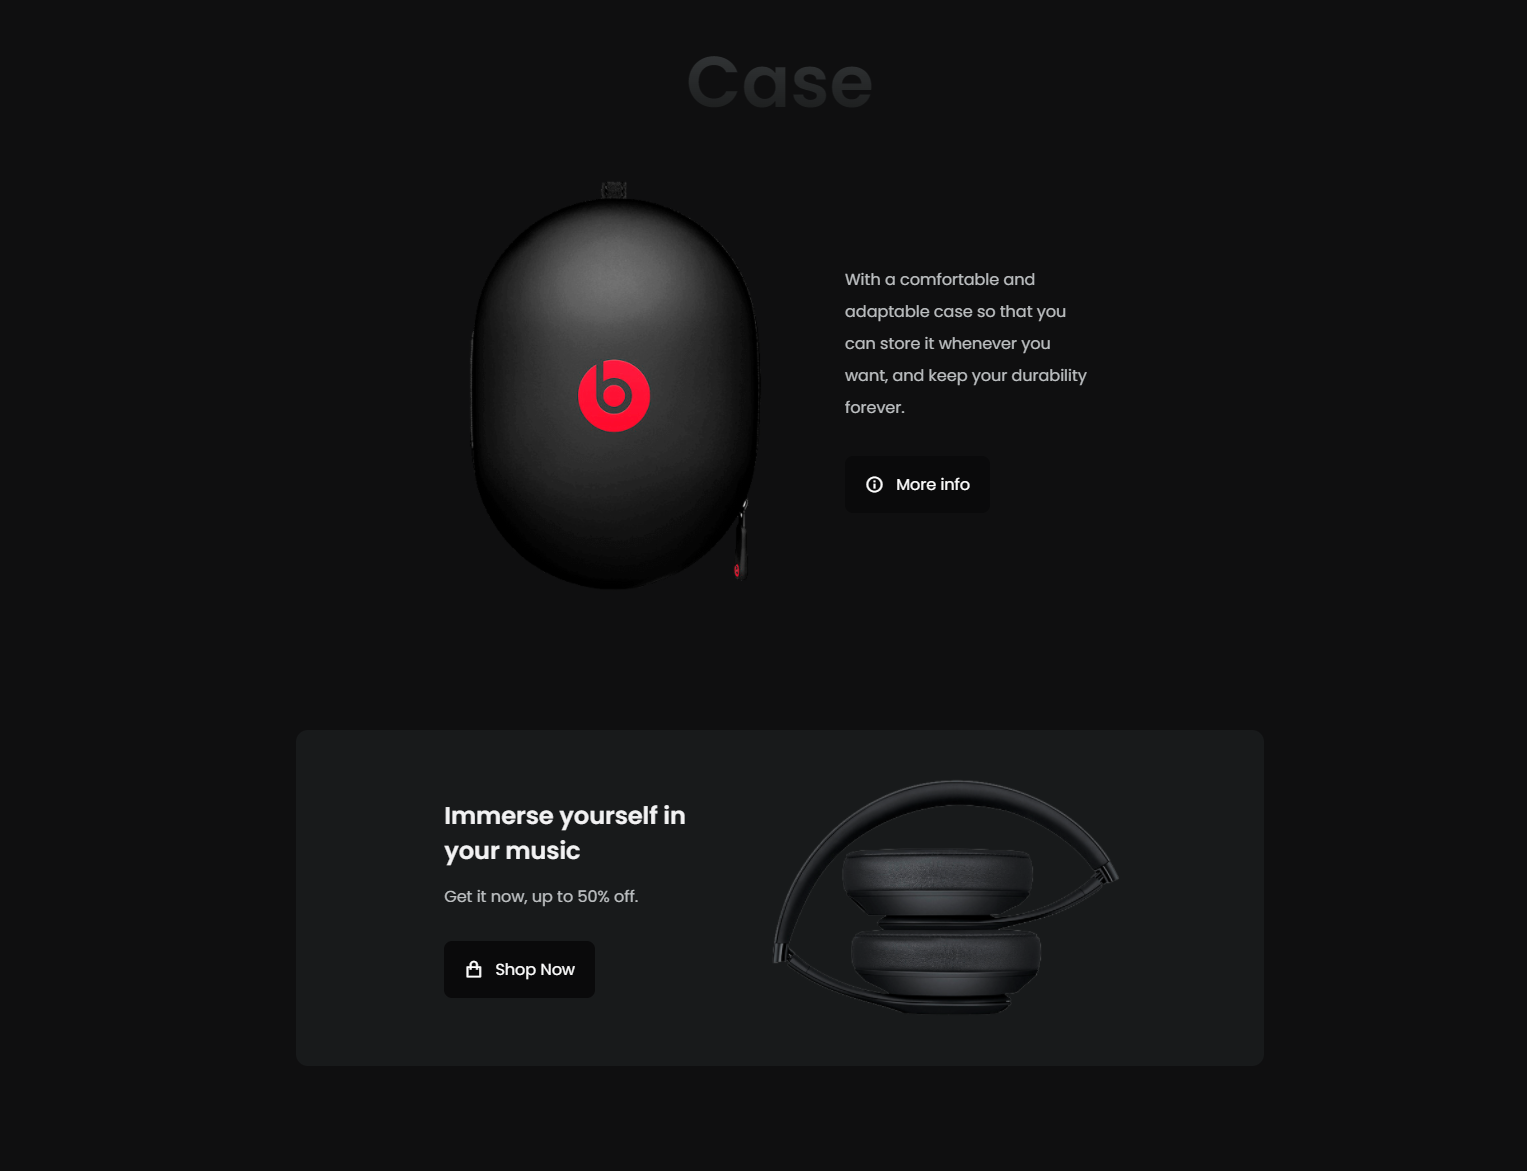 Case
With a comfortable and
adaptable case so that you
can store it whenever you
want, and keep your durability
forever.
More info
Immerse yourself in
your music
Get it now, up to 50% off.
Shop Now